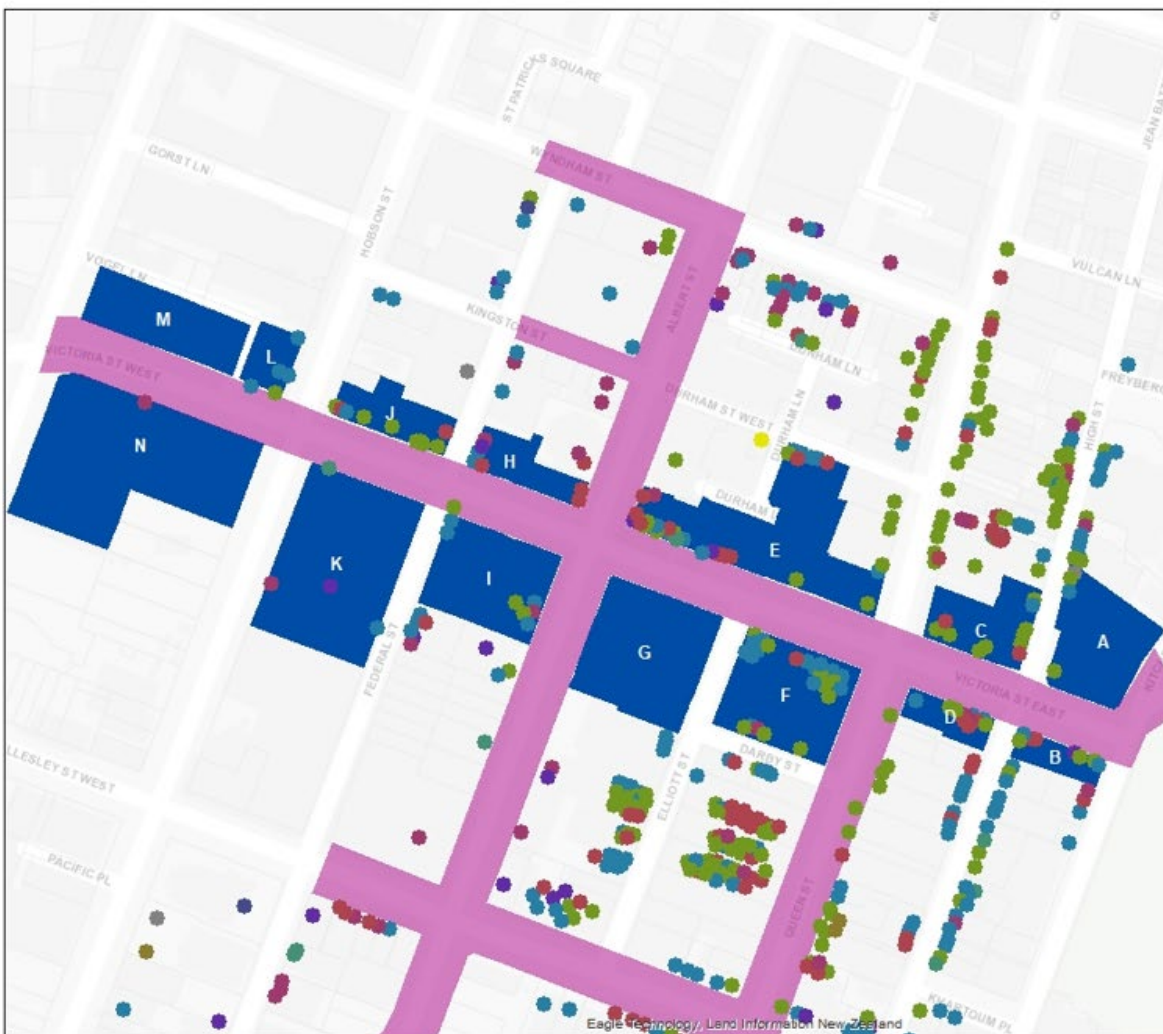 ST PATRICKS SQUARE
WYNDHAM ST
GORST LN
HOBSON ST
VULCAN LN
VOGEL LN
ALBERT ST
KINGSTON ST
M
L
DURHAM LN
FREYBERG
VICTORIA ST WEST
DURHAM ST WEST
DURHAM LN
HIGH ST
J
N
H
DURHAM L
E
K
I
FEDERAL ST
C
A
G
KITC
VICTORIA ST EAST
F
D
DARBY ST
B
LLESLEY ST WEST
ELLIOTT ST
PACIFIC PL
QUEEN ST
KHARTOUM PL
Eagle Technology, Land Information New Zealand